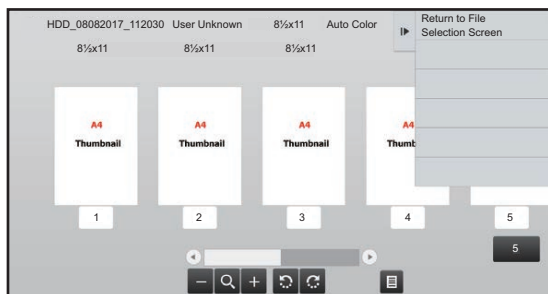 HDD_08082017_112030 User Unknown 8½x11 Auto Color
Return to File
Selection Screen
8½x11 8½x11 8½x11
A4 A4 A4 A4
Thumbnail Thumbnail Thumbnail Thumb
1 2 3 4 5
5